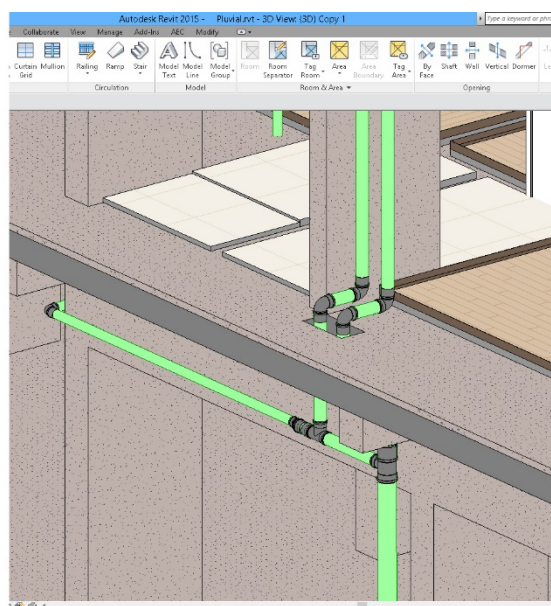 Autodesk Revit 2015 - Pluvial.rvt - 3D View: {3D} Copy 1
Type a keyword or phr
Collaborate View Manage Add-Ins AEC Modify
Curtain Grid Mullion Railing Ramp Stair Model Text Model Line Model Group Room Room Separator Tag Room Area Area Boundary Tag Area By Face Shaft Wall Vertical Dormer Le
Circulation Model Room & Area Opening